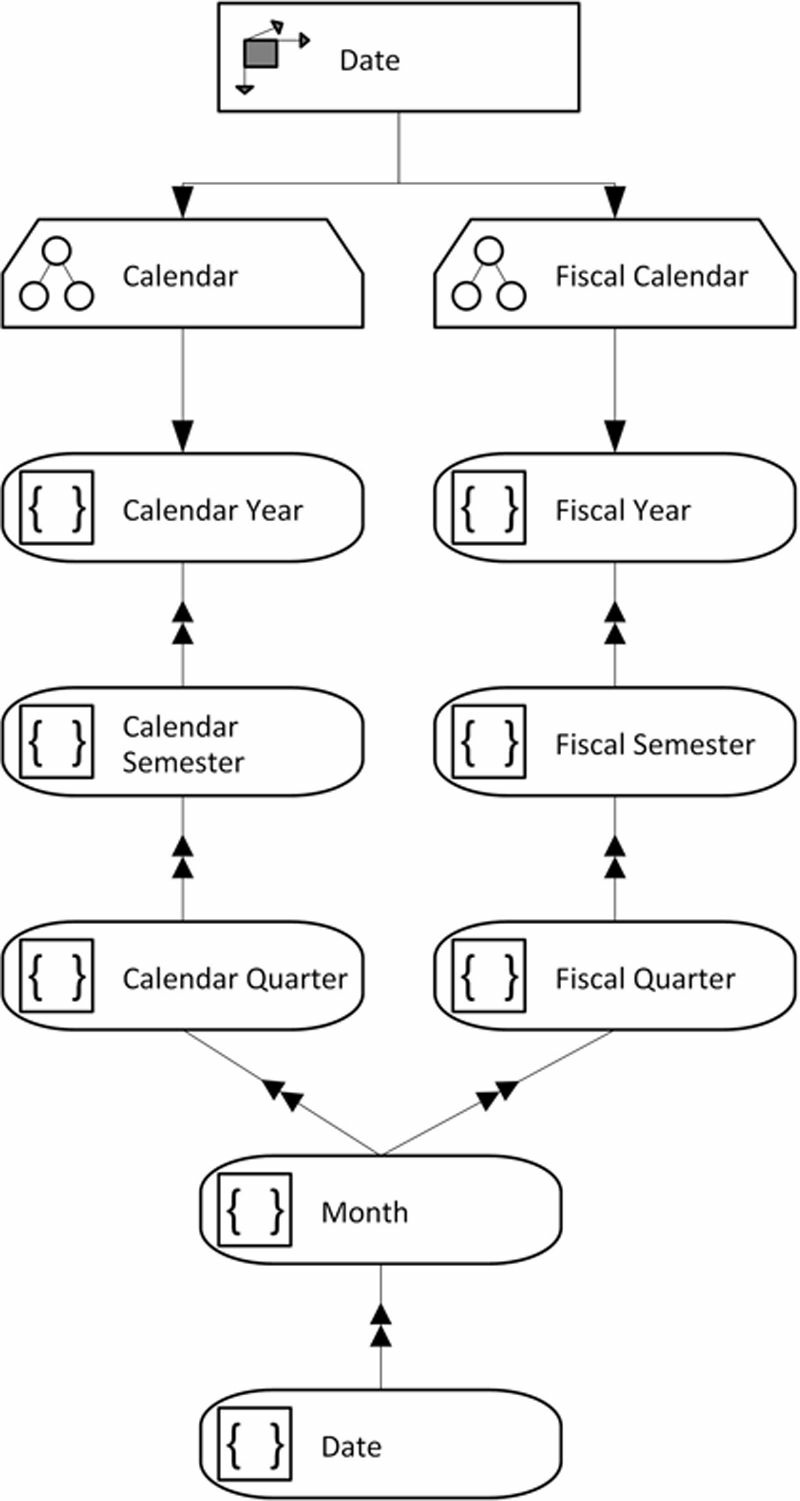 Date
Calendar
Fiscal Calendar
{ } Calendar Year
{ } Fiscal Year
{ } Calendar
Semester
{ } Fiscal Semester
{ } Calendar Quarter
{ } Fiscal Quarter
{ } Month
{ } Date